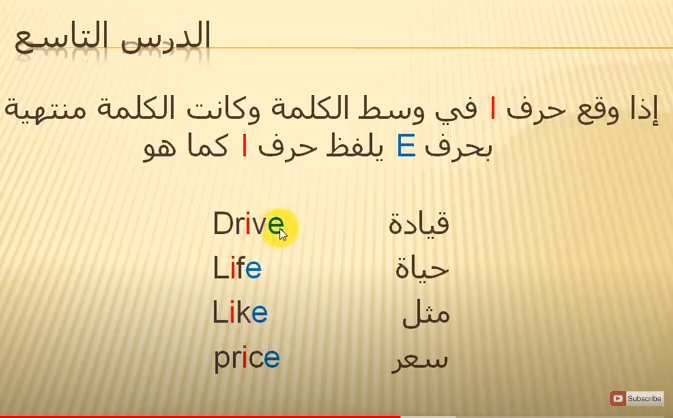 الدرس التاسع
إذا وقع حرف I في وسط الكلمة وكانت الكلمة منتهية
بحرف E يلفظ حرف I كما هو
Drive قيادة
Life حياة
Like مثل
price سعر
Subscribe